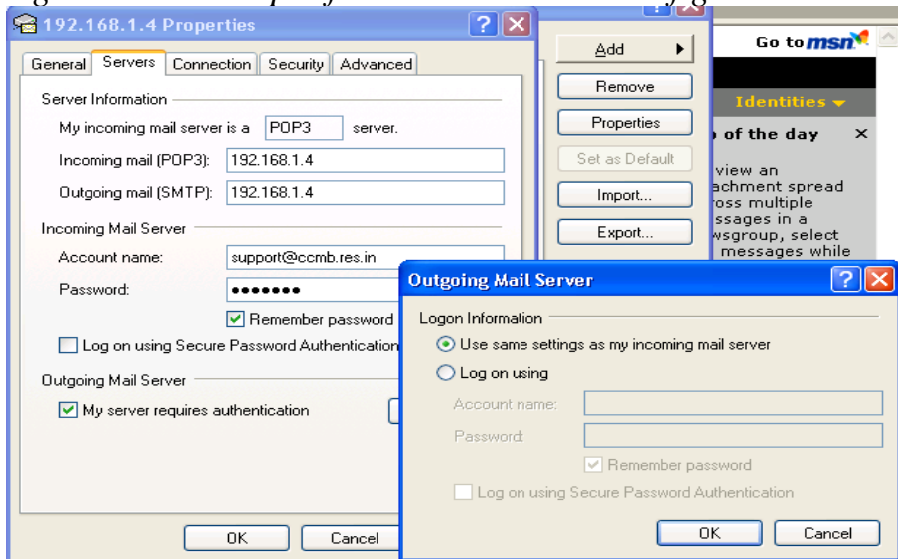 192.168.1.4 Properties
General Servers Connection Security Advanced
Server Information
My incoming mail server is a POP3 server.
Incoming mail (POP3): 192.168.1.4
Outgoing mail (SMTP): 192.168.1.4
Incoming Mail Server
Account name: support@ccmb.res.in
Password: •••••••
Remember password
Log on using Secure Password Authentication
Outgoing Mail Server
My server requires authentication
OK Cancel
Add
Remove
Properties
Set as Default
Import...
Export...
Go to msn
Identities
of the day
view an
spread
multiple
in a
select
messages while
Outgoing Mail Server
Logon Information
Use same settings as my incoming mail server
Log on using
Account name:
Password:
Remember password
Log on using Secure Password Authentication
OK Cancel